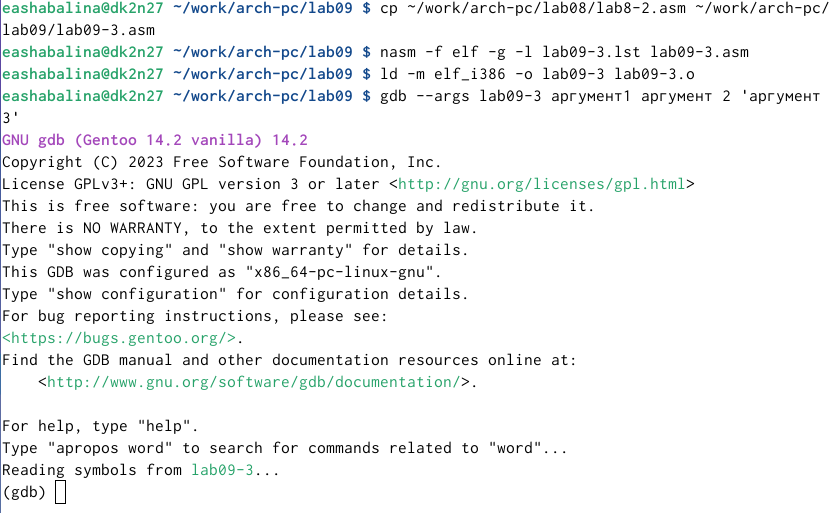 eashabalina@dk2n27 ~/work/arch-pc/lab09 $ cp ~/work/arch-pc/lab08/lab8-2.asm ~/work/arch-pc/
lab09/lab09-3.asm
eashabalina@dk2n27 ~/work/arch-pc/lab09 $ nasm -f elf -g -l lab09-3.lst lab09-3.asm
eashabalina@dk2n27 ~/work/arch-pc/lab09 $ ld -m elf_i386 -o lab09-3 lab09-3.o
eashabalina@dk2n27 ~/work/arch-pc/lab09 $ gdb --args lab09-3 аргумент1 аргумент 2 'аргумент
3'
GNU gdb (Gentoo 14.2 vanilla) 14.2
Copyright (C) 2023 Free Software Foundation, Inc.
License GPLv3+: GNU GPL version 3 or later <http://gnu.org/licenses/gpl.html>
This is free software: you are free to change and redistribute it.
There is NO WARRANTY, to the extent permitted by law.
Type "show copying" and "show warranty" for details.
This GDB was configured as "x86_64-pc-linux-gnu".
Type "show configuration" for configuration details.
For bug reporting instructions, please see:
<https://bugs.gentoo.org/>.
Find the GDB manual and other documentation resources online at:
    <http://www.gnu.org/software/gdb/documentation/>.

For help, type "help".
Type "apropos word" to search for commands related to "word"...
Reading symbols from lab09-3...
(gdb)